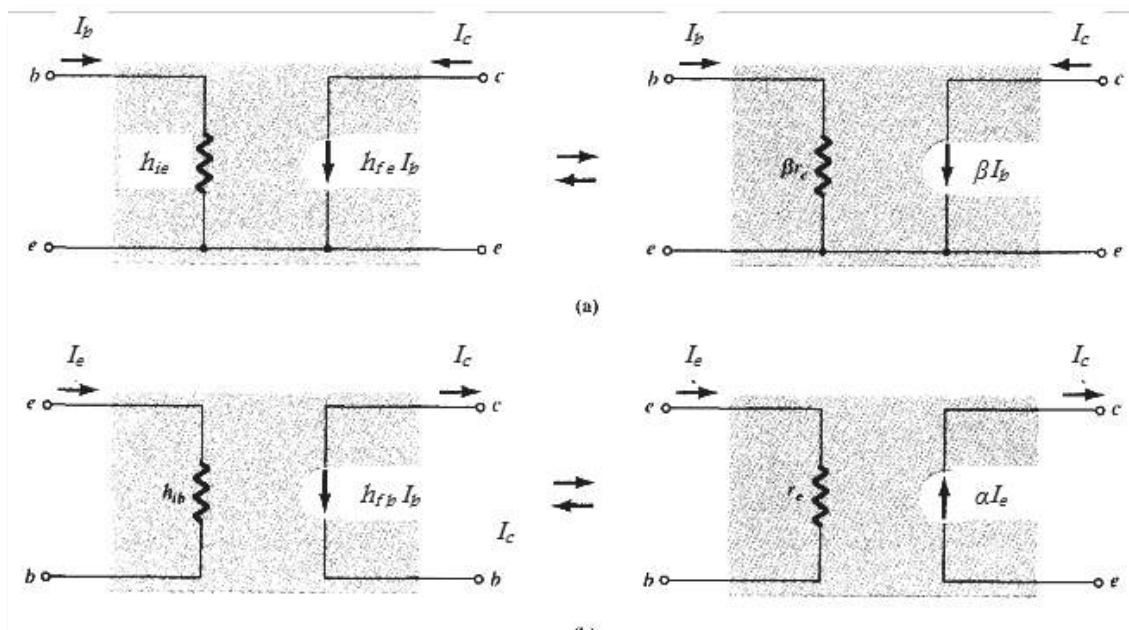 I_b I_c I_b I_c
b c b c
h_ie h_fe I_b βr_e βI_b
e e e e
(a)
I_e I_c I_e I_c
e c e c
h_ib h_fb I_b r_e αI_e
I_c
b b b e